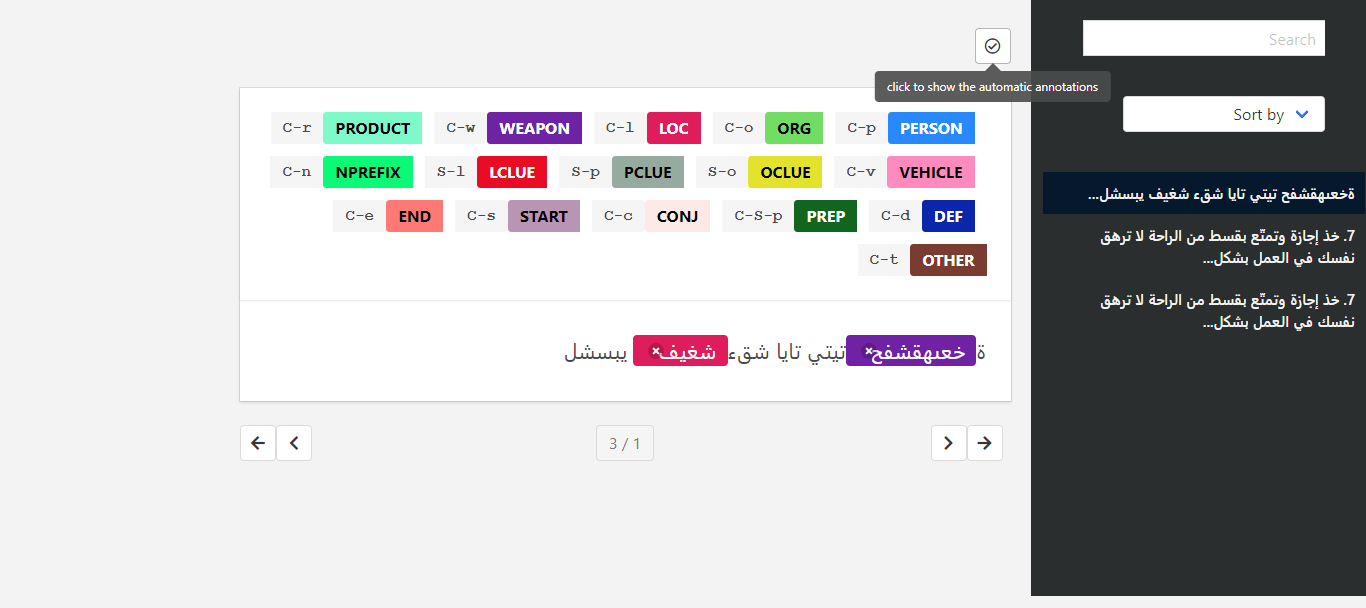 Search
click to show the automatic annotations
Sort by
C-r PRODUCT C-w WEAPON C-l LOC C-o ORG C-p PERSON
C-n NPREFIX S-l LCLUE S-p PCLUE S-o OCLUE C-v VEHICLE
C-e END C-s START C-c CONJ C-S-p PREP C-d DEF
C-t OTHER
ة خعبهقشفح تيتي تايا شقء شغيف يبسشل
3 / 1
ةخعبهقشفح تيتي تايا شقء شغيف يبسشل...
7. خذ إجازة وتمتّع بقسط من الراحة لا ترهق
نفسك في العمل بشكل...
7. خذ إجازة وتمتّع بقسط من الراحة لا ترهق
نفسك في العمل بشكل...